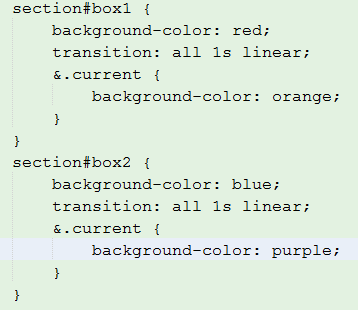 section#box1 {
    background-color: red;
    transition: all 1s linear;
    &.current {
        background-color: orange;
    }
}
section#box2 {
    background-color: blue;
    transition: all 1s linear;
    &.current {
        background-color: purple;
    }
}